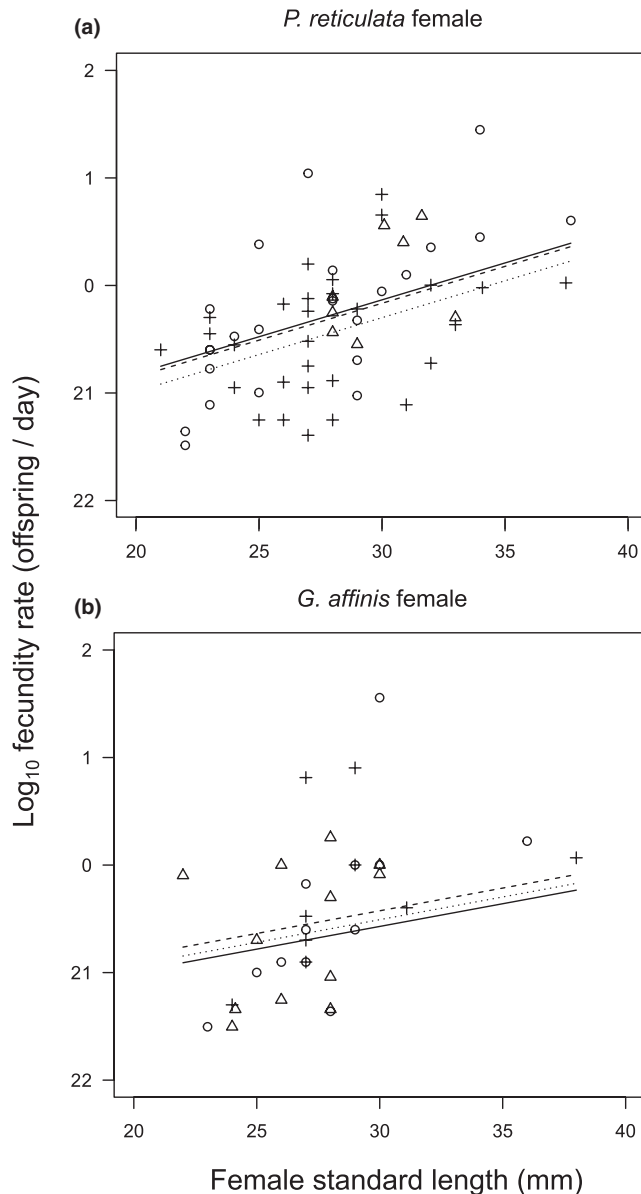 (a)
P. reticulata female
2
1
0
21
22
20 25 30 35 40
(b)
G. affinis female
2
1
0
21
22
20 25 30 35 40
Log10 fecundity rate (offspring / day)
Female standard length (mm)